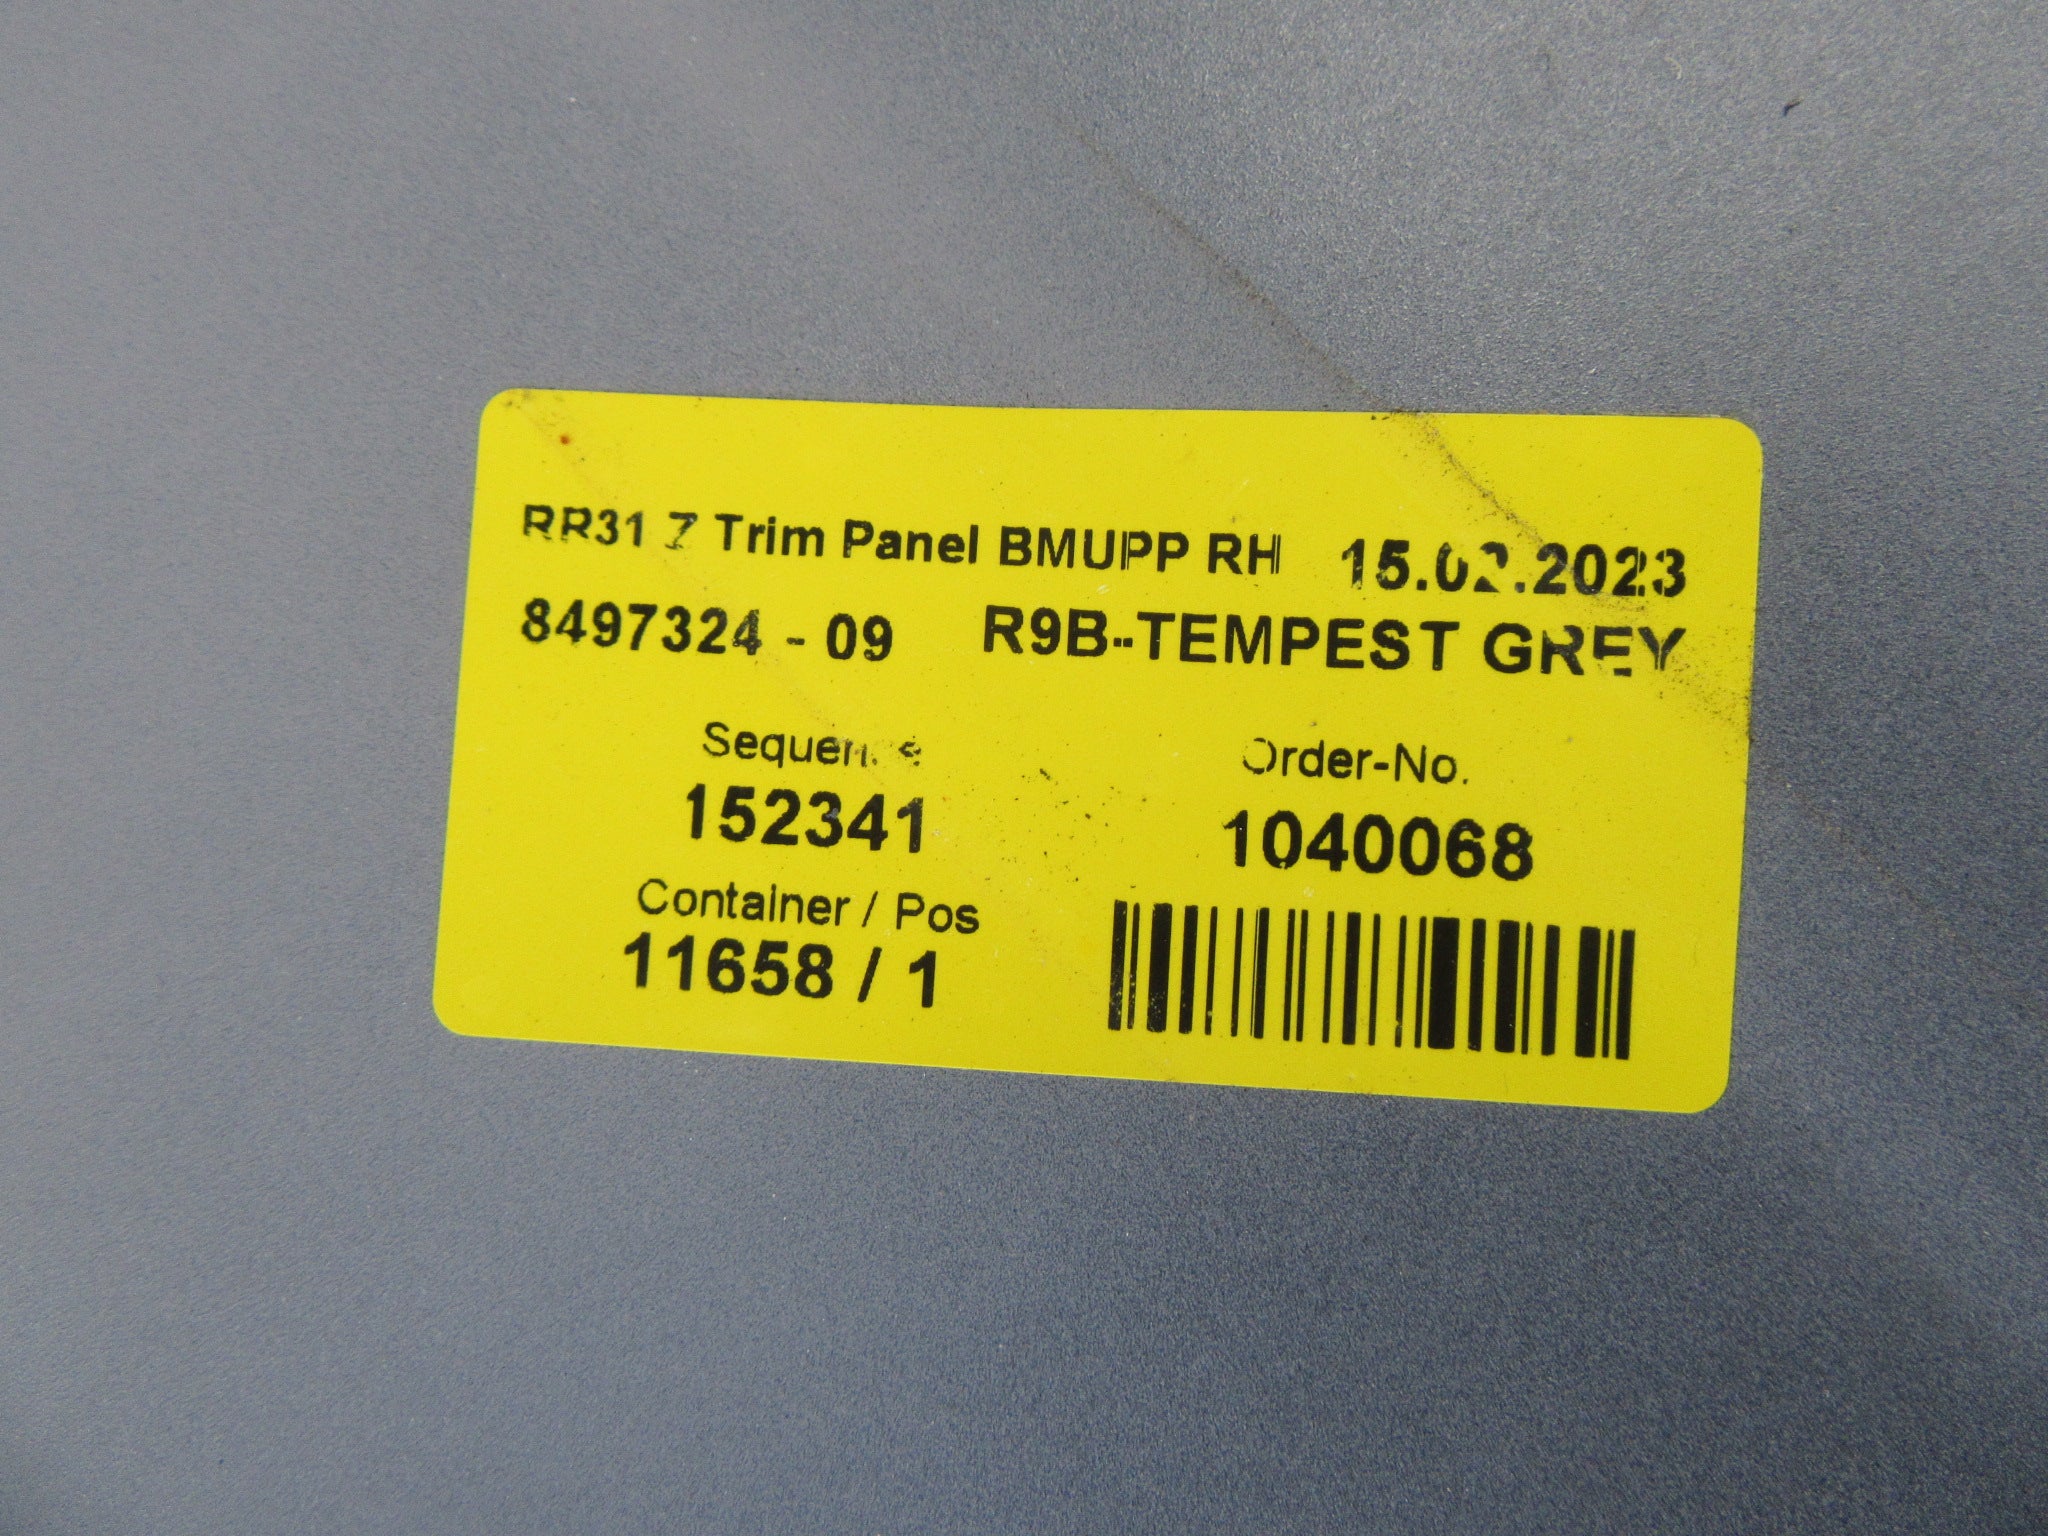 RR31 Z Trim Panel BMUPP RH 15.02.2023
8497324 - 09 R9B-TEMPEST GREY
Sequence Order-No.
152341 1040068
Container / Pos
11658 / 1